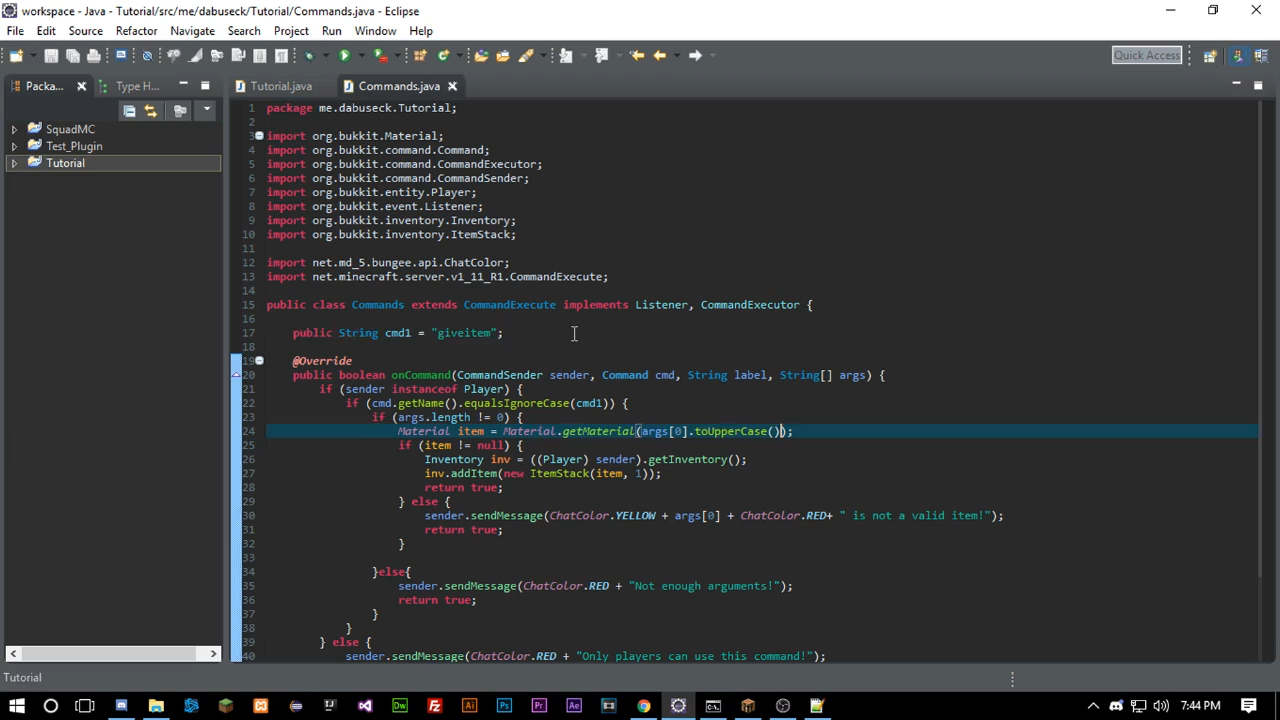 workspace - Java - Tutorial/src/me/dabuseck/Tutorial/Commands.java - Eclipse
File Edit Source Refactor Navigate Search Project Run Window Help
Quick Access
Packa... Type H... Tutorial.java Commands.java
SquadMC
Test_Plugin
Tutorial
1 package me.dabuseck.Tutorial;
2
3 import org.bukkit.Material;
4 import org.bukkit.command.Command;
5 import org.bukkit.command.CommandExecutor;
6 import org.bukkit.command.CommandSender;
7 import org.bukkit.entity.Player;
8 import org.bukkit.event.Listener;
9 import org.bukkit.inventory.Inventory;
10 import org.bukkit.inventory.ItemStack;
11
12 import net.md_5.bungee.api.ChatColor;
13 import net.minecraft.server.v1_11_R1.CommandExecute;
14
15 public class Commands extends CommandExecute implements Listener, CommandExecutor {
16
17 public String cmd1 = "giveitem";
18
19 @Override
20 public boolean onCommand(CommandSender sender, Command cmd, String label, String[] args) {
21 if (sender instanceof Player) {
22 if (cmd.getName().equalsIgnoreCase(cmd1)) {
23 if (args.length != 0) {
24 Material item = Material.getMaterial(args[0].toUpperCase());
25 if (item != null) {
26 Inventory inv = ((Player) sender).getInventory();
27 inv.addItem(new ItemStack(item, 1));
28 return true;
29 } else {
30 sender.sendMessage(ChatColor.YELLOW + args[0] + ChatColor.RED+ " is not a valid item!");
31 return true;
32 }
33
34 }else{
35 sender.sendMessage(ChatColor.RED + "Not enough arguments!");
36 return true;
37 }
38 }
39 } else {
40 sender.sendMessage(ChatColor.RED + "Only players can use this command!");
Tutorial
7:44 PM